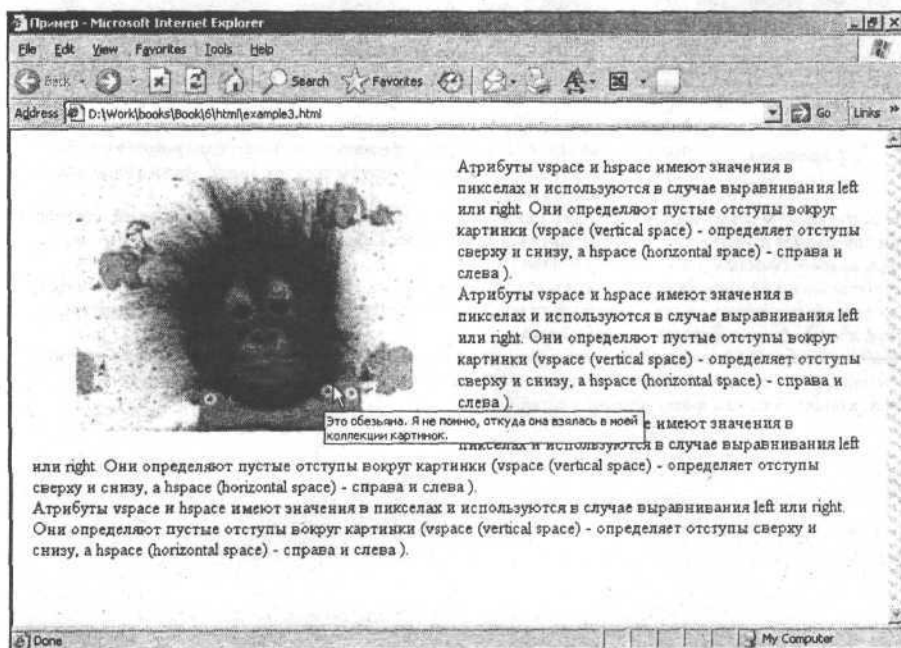 Пример - Microsoft Internet Explorer
File Edit View Favorites Tools Help
Back Search Favorites
Address D:\Work\books\Book\6\html\example3.html Go Links »
Атрибуты vspace и hspace имеют значения в
пикселах и используются в случае выравнивания left
или right. Они определяют пустые отступы вокруг
картинки (vspace (vertical space) - определяет отступы
сверху и снизу, а hspace (horizontal space) - справа и
слева ).
Атрибуты vspace и hspace имеют значения в
пикселах и используются в случае выравнивания left
или right. Они определяют пустые отступы вокруг
картинки (vspace (vertical space) - определяет отступы
сверху и снизу, а hspace (horizontal space) - справа и
слева ).
Это обезьяна. Я не помню, откуда она взялась в моей
коллекции картинок.
vspace и hspace имеют значения в
пикселах и используются в случае выравнивания left
или right. Они определяют пустые отступы вокруг картинки (vspace (vertical space) - определяет отступы
сверху и снизу, а hspace (horizontal space) - справа и слева ).
Атрибуты vspace и hspace имеют значения в пикселах и используются в случае выравнивания left или right.
Они определяют пустые отступы вокруг картинки (vspace (vertical space) - определяет отступы сверху и
снизу, а hspace (horizontal space) - справа и слева ).
Done My Computer